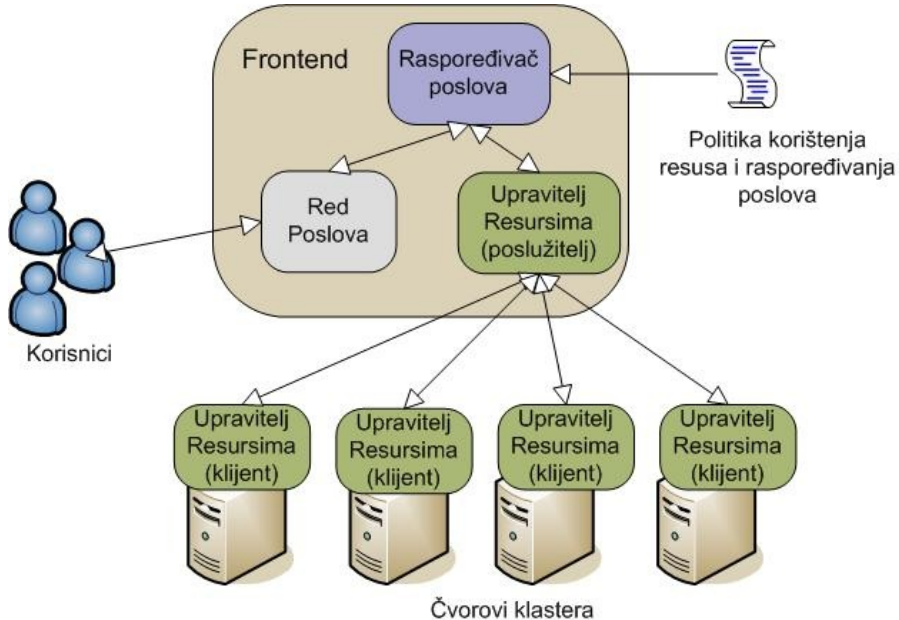 Frontend
Raspoređivač
poslova
Politika korištenja
resusa i raspoređivanja
poslova
Red
Poslova
Upravitelj
Resursima
(poslužitelj)
Korisnici
Upravitelj
Resursima
(klijent)
Upravitelj
Resursima
(klijent)
Upravitelj
Resursima
(klijent)
Upravitelj
Resursima
(klijent)
Čvorovi klastera